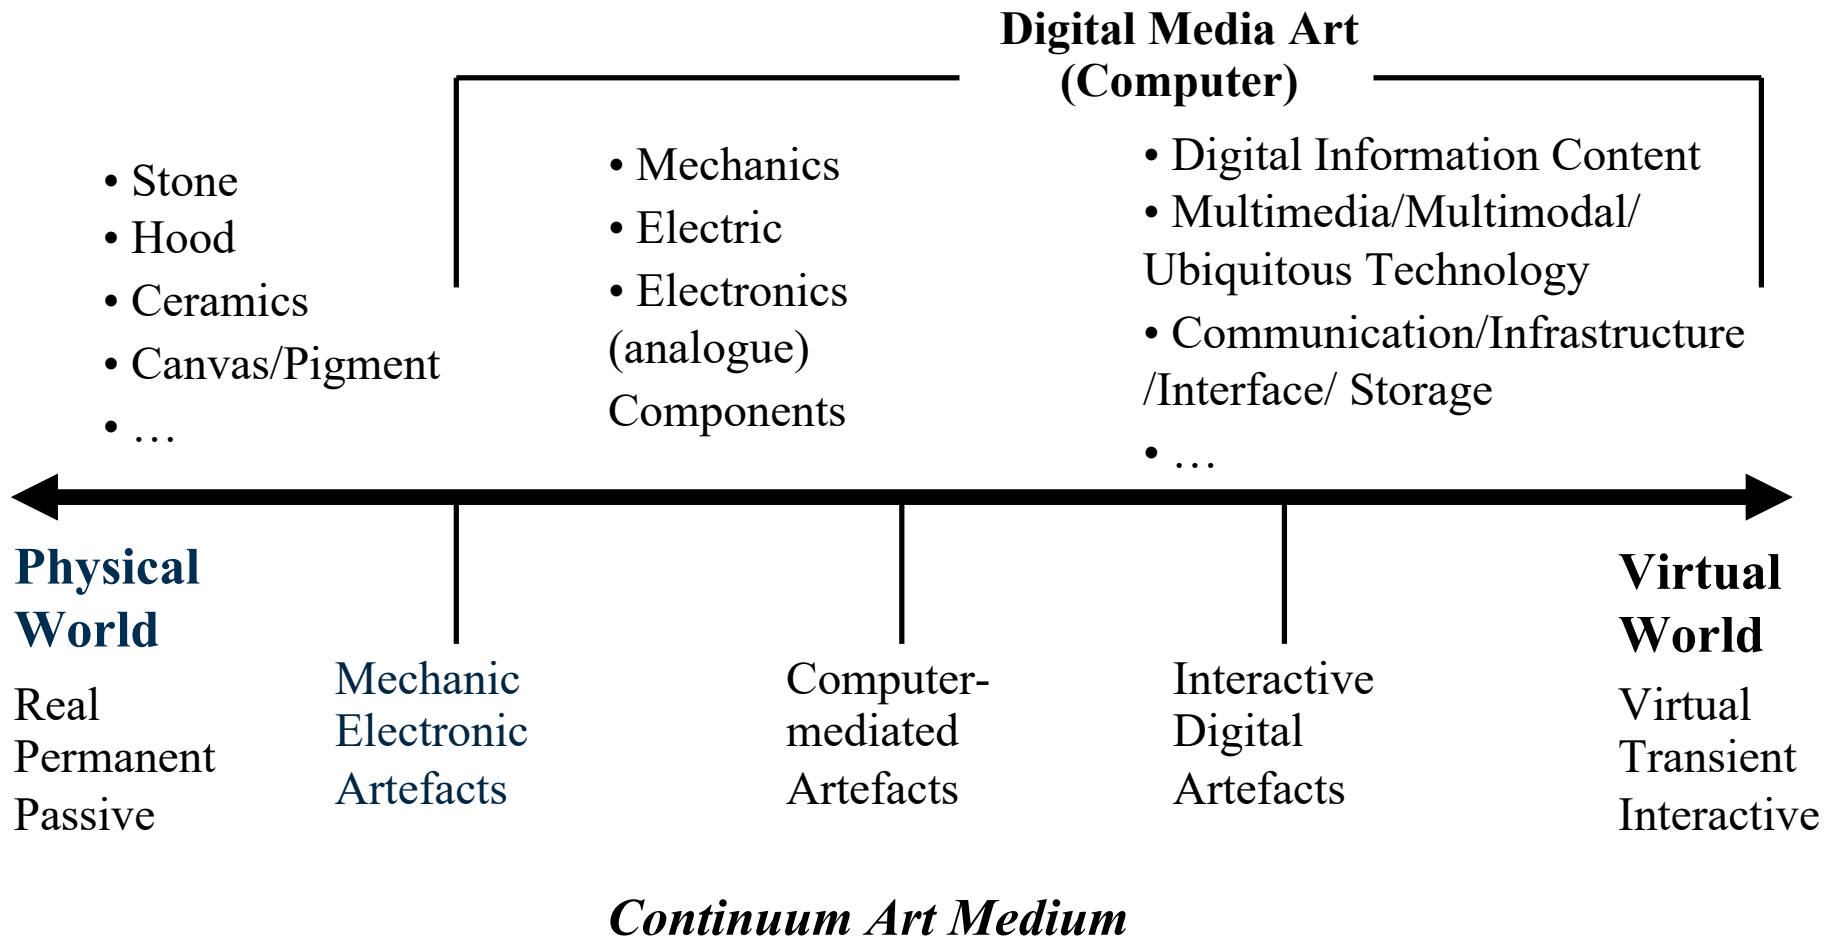 Digital Media Art
(Computer)
• Stone
• Hood
• Ceramics
• Canvas/Pigment
• …
• Mechanics
• Electric
• Electronics
(analogue)
Components
• Digital Information Content
• Multimedia/Multimodal/
Ubiquitous Technology
• Communication/Infrastructure
/Interface/ Storage
• …
Physical
World
Real
Permanent
Passive
Mechanic
Electronic
Artefacts
Computer-
mediated
Artefacts
Interactive
Digital
Artefacts
Virtual
World
Virtual
Transient
Interactive
Continuum Art Medium